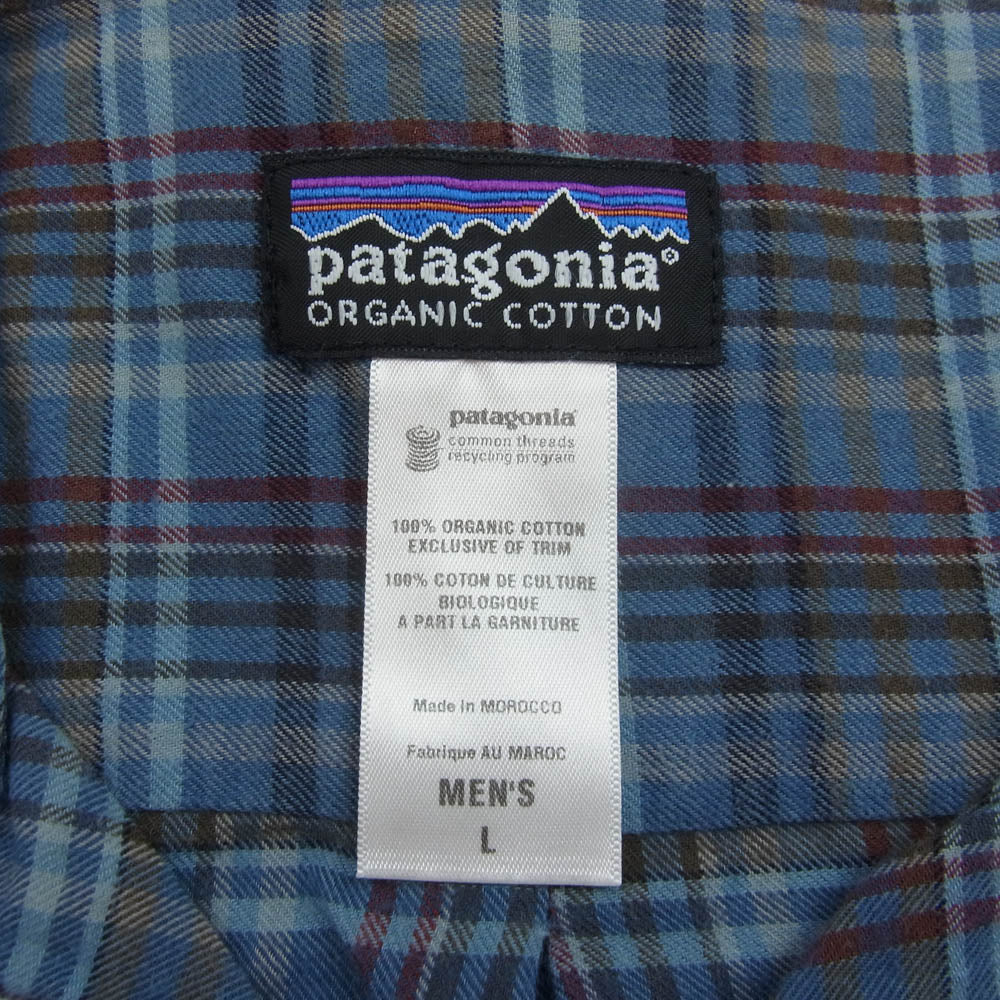 patagonia®
ORGANIC COTTON
patagonia®
common threads
recycling program
100% ORGANIC COTTON
EXCLUSIVE OF TRIM
100% COTON DE CULTURE
BIOLOGIQUE
A PART LA GARNITURE
Made in MOROCCO
Fabrique AU MAROC
MEN'S
L